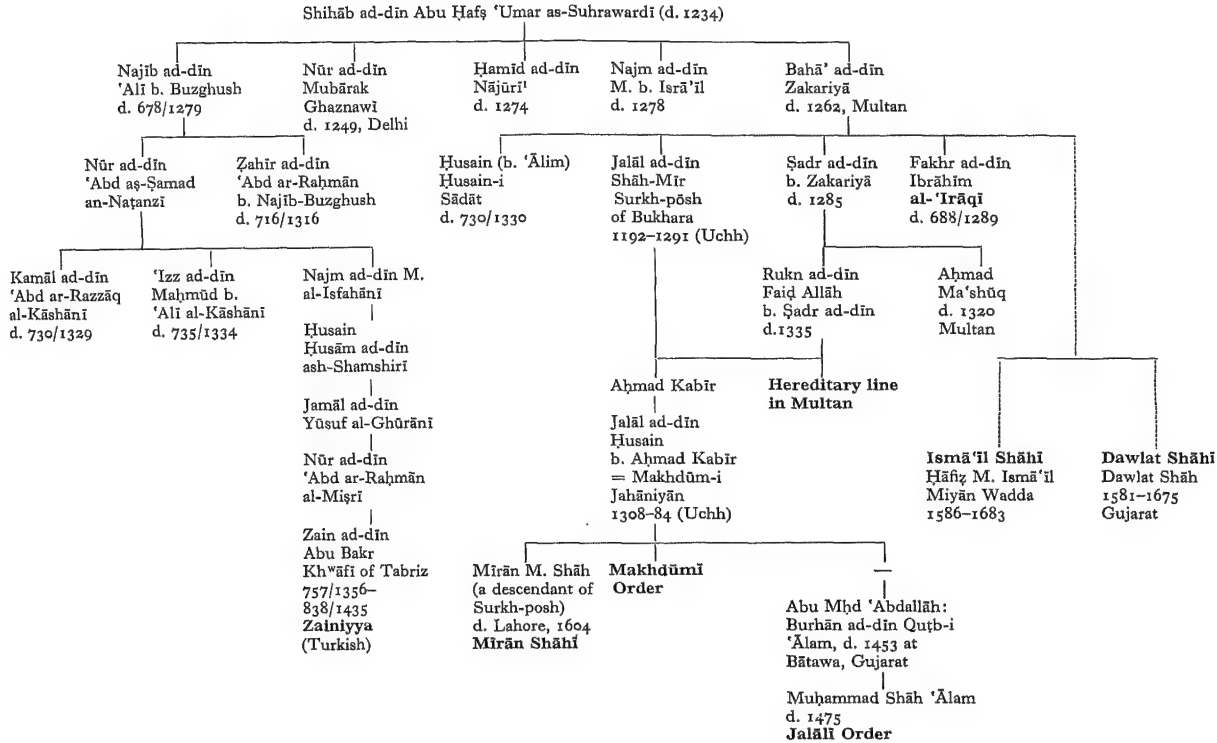 Shihāb ad-dīn Abu Ḥafṣ ‘Umar as-Suhrawardī (d. 1234)
Najīb ad-dīn
‘Alī b. Buzghush
d. 678/1279
Nūr ad-dīn
Mubārak
Ghaznawī
d. 1249, Delhi
Ḥamīd ad-dīn
Nājūrī¹
d. 1274
Najm ad-dīn
M. b. Isrā’īl
d. 1278
Bahā’ ad-dīn
Zakariyā
d. 1262, Multan
Nūr ad-dīn
‘Abd aṣ-Ṣamad
an-Naṭanzī
Ẓahīr ad-dīn
‘Abd ar-Raḥmān
b. Najīb-Buzghush
d. 716/1316
Ḥusain (b. ‘Ālim)
Ḥusain-i
Sādāt
d. 730/1330
Jalāl ad-dīn
Shāh-Mīr
Surkh-pōsh
of Bukhara
1192–1291 (Uchh)
Ṣadr ad-dīn
b. Zakariyā
d. 1285
Fakhr ad-dīn
Ibrāhīm
al-‘Irāqī
d. 688/1289
Kamāl ad-dīn
‘Abd ar-Razzāq
al-Kāshānī
d. 730/1329
‘Izz ad-dīn
Maḥmūd b.
‘Alī al-Kāshānī
d. 735/1334
Najm ad-dīn M.
al-Isfahānī
Rukn ad-dīn
Faiḍ Allāh
b. Ṣadr ad-dīn
d.1335
Aḥmad
Ma‘shūq
d. 1320
Multan
Ḥusain
Ḥusām ad-dīn
ash-Shamshirī
Aḥmad Kabīr
Hereditary line
in Multan
Jamāl ad-dīn
Yūsuf al-Ghūrānī
Jalāl ad-dīn
Ḥusain
b. Aḥmad Kabīr
= Makhdūm-i
Jahāniyān
1308–84 (Uchh)
Ismā‘īl Shāhī
Ḥāfiẓ M. Ismā‘īl
Miyān Wadda
1586–1683
Dawlat Shāhī
Dawlat Shāh
1581–1675
Gujarat
Nūr ad-dīn
‘Abd ar-Raḥmān
al-Miṣrī
Zain ad-dīn
Abu Bakr
Khʷāfī of Tabriz
757/1356–
838/1435
Zainiyya
(Turkish)
Mīrān M. Shāh
(a descendant of
Surkh-posh)
d. Lahore, 1604
Mīrān Shāhī
Makhdūmī
Order
—
Abu Mḥd ‘Abdallāh:
Burhān ad-dīn Quṭb-i
‘Ālam, d. 1453 at
Bātawa, Gujarat
Muḥammad Shāh ‘Ālam
d. 1475
Jalālī Order